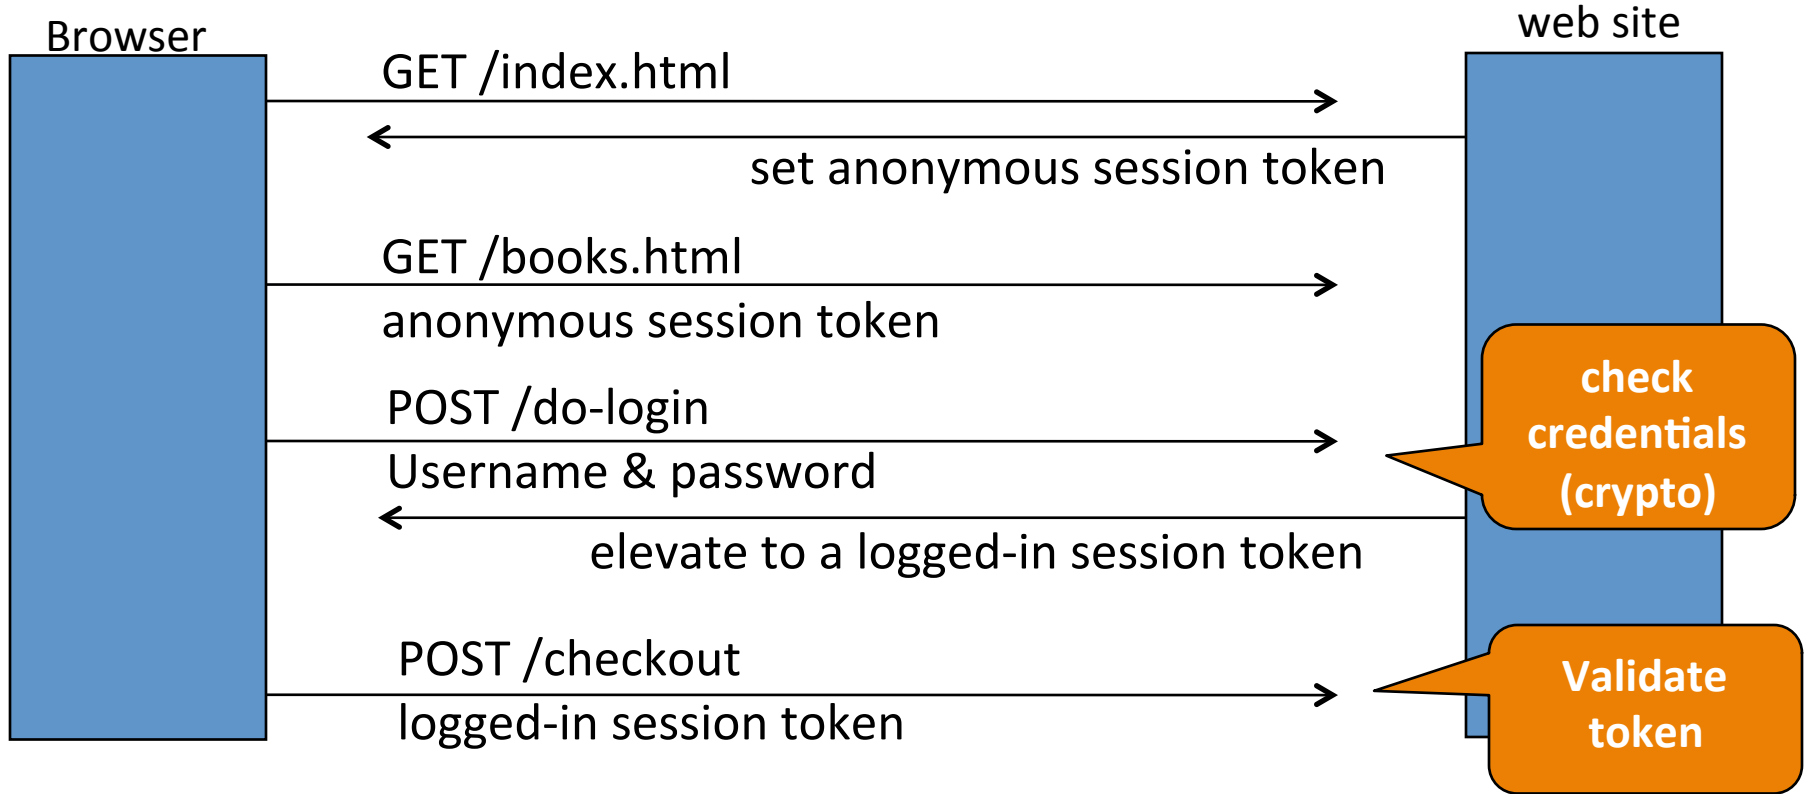 Browser
web site
GET /index.html
set anonymous session token
GET /books.html
anonymous session token
POST /do-login
Username & password
check
credentials
(crypto)
elevate to a logged-in session token
POST /checkout
logged-in session token
Validate
token